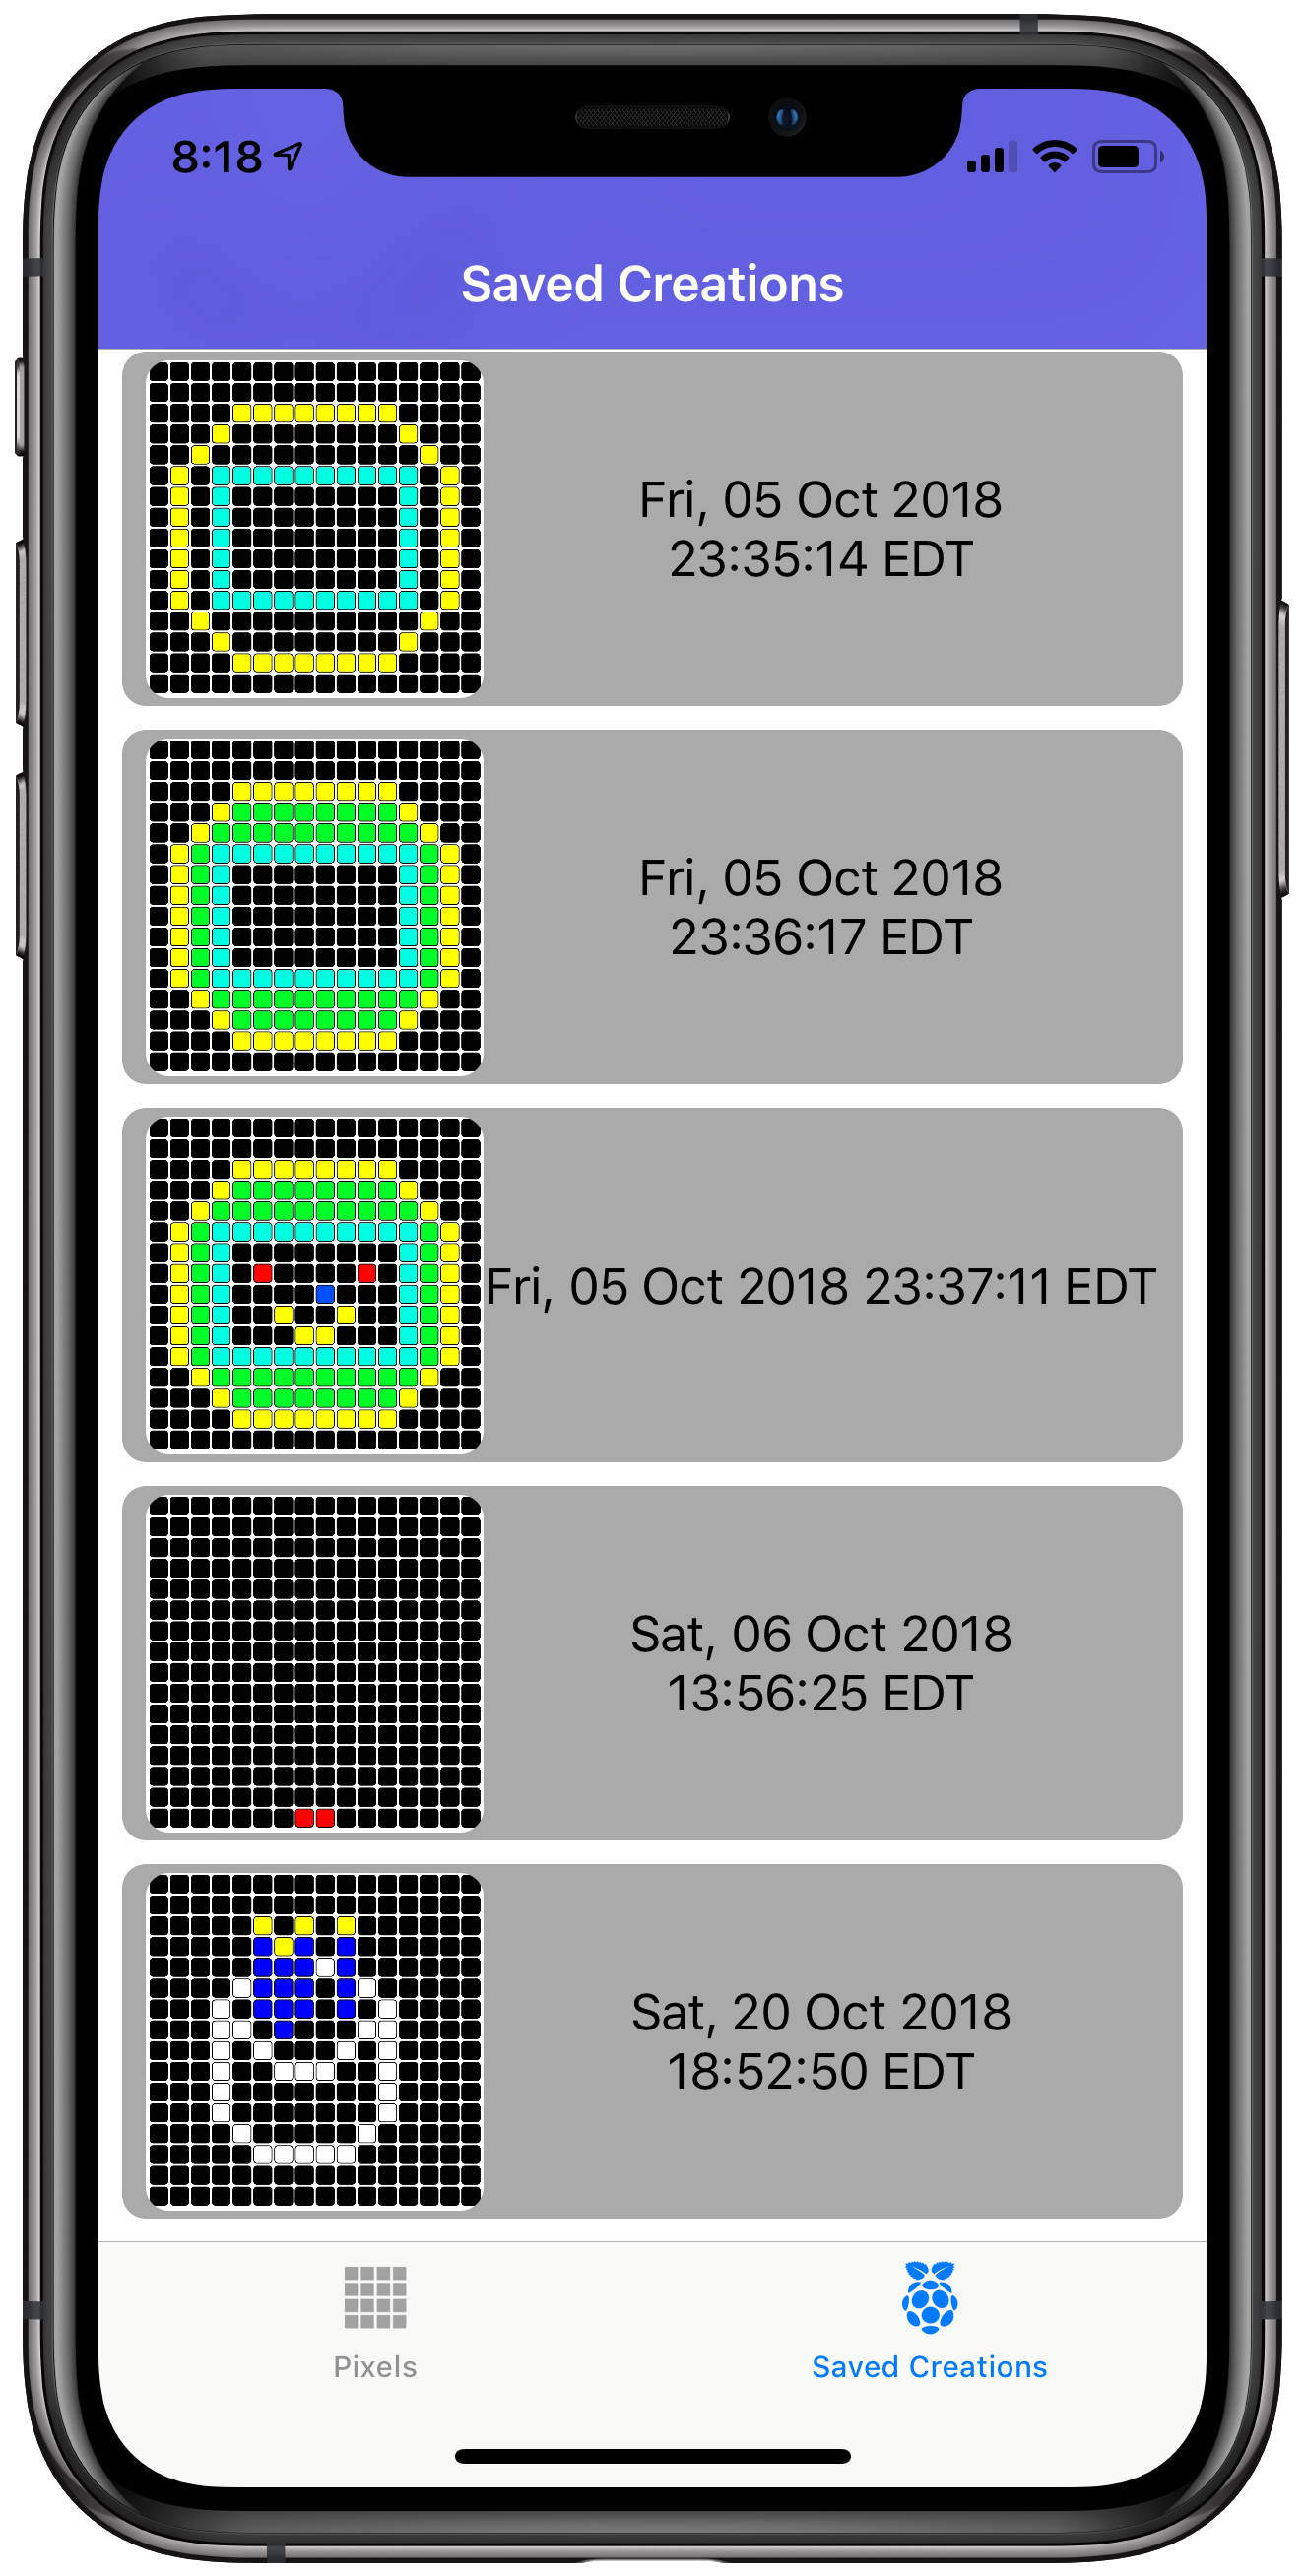 8:18
Saved Creations
Fri, 05 Oct 2018
23:35:14 EDT
Fri, 05 Oct 2018
23:36:17 EDT
Fri, 05 Oct 2018 23:37:11 EDT
Sat, 06 Oct 2018
13:56:25 EDT
Sat, 20 Oct 2018
18:52:50 EDT
Pixels
Saved Creations